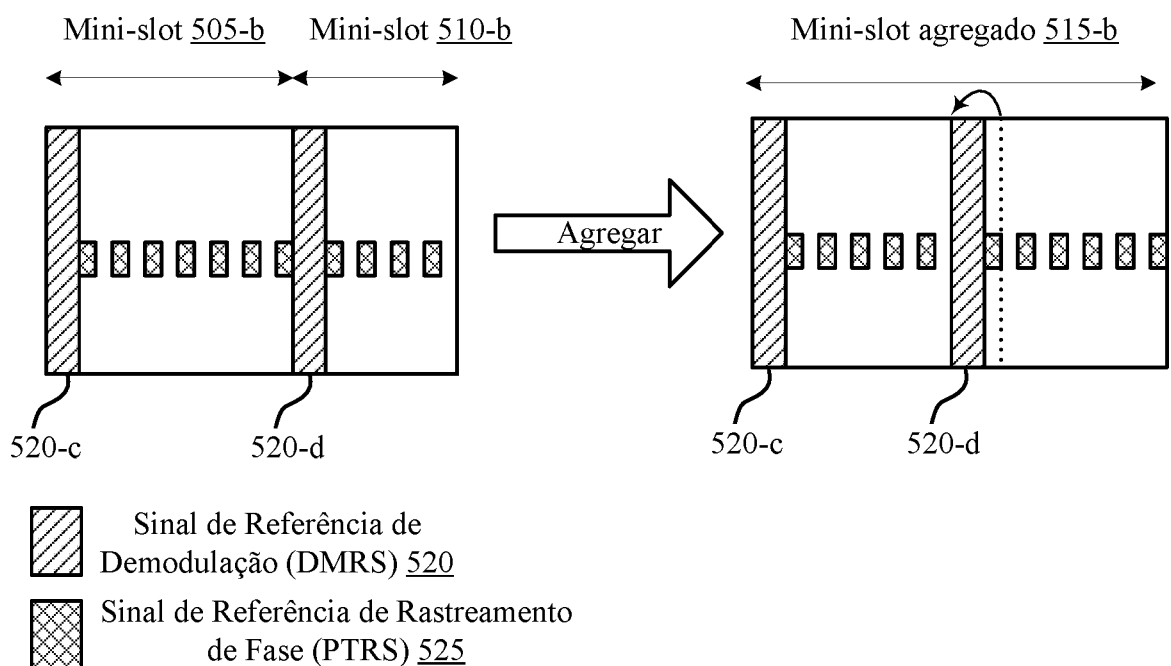 Mini-slot 505-b
Mini-slot 510-b
Mini-slot agregado 515-b
Agregar
520-c
520-d
520-c
520-d
Sinal de Referência de
Demodulação (DMRS) 520
Sinal de Referência de Rastreamento
de Fase (PTRS) 525